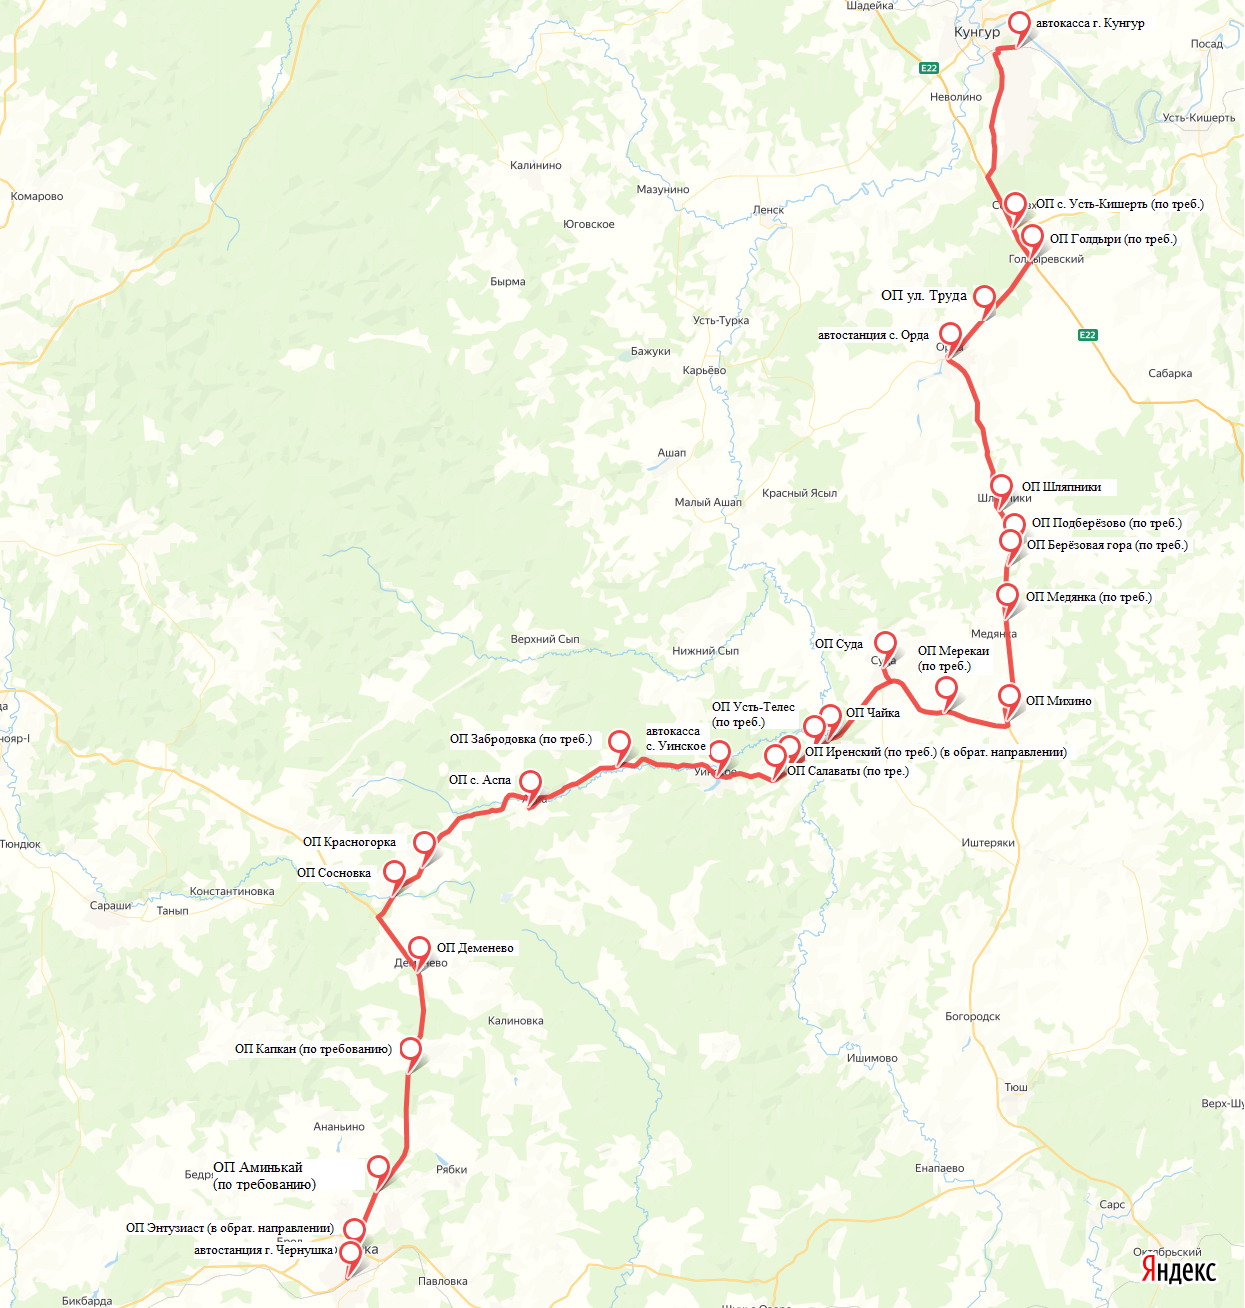 Шадейка
автокасса г. Кунгур
Кунгур
Посад
E22
Неволино
Усть-Кишерть
Калинино
Мазунино
Комарово
ОП с. Усть-Кишерть (по треб.)
Ленск
Юговское
ОП Голдыри (по треб.)
Бырма
ОП ул. Труда
Усть-Турка
автостанция с. Орда
E22
Бажуки
Карьёво
Сабарка
Ашап
ОП Шляпники
Красный Ясыл
Малый Ашап
ОП Подберёзово (по треб.)
ОП Берёзовая гора (по треб.)
ОП Медянка (по треб.)
Медянка
Верхний Сып
ОП Суда
Суда
Нижний Сып
ОП Мерекаи
(по треб.)
ОП Михино
ОП Усть-Телес
(по треб.)
ОП Чайка
автокасса
с. Уинское
ОП Забродовка (по треб.)
ОП Иренский (по треб.) (в обрат. направлении)
ОП Салаваты (по тре.)
ОП с. Аспа
ОП Красногорка
Тюндюк
Иштеряки
ОП Сосновка
Константиновка
Сараши
Танып
ОП Деменево
Калиновка
Богородск
ОП Капкан (по требованию)
Ишимово
Тюш
Верх-Шу
Ананьино
ОП Аминькай
(по требованию)
Рябки
Енапаево
Сарс
ОП Энтузиаст (в обрат. направлении)
автостанция г. Чернушка
Октябрьский
Яндекс
Павловка
Бикбарда